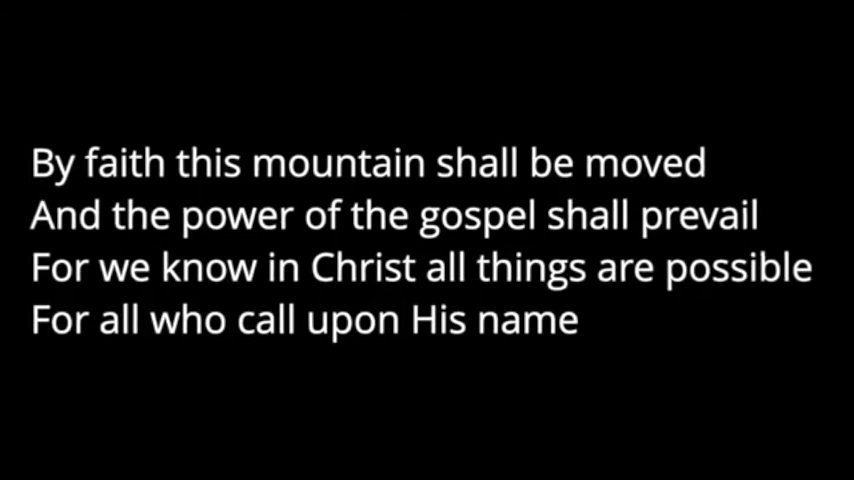 By faith this mountain shall be moved
And the power of the gospel shall prevail
For we know in Christ all things are possible
For all who call upon His name